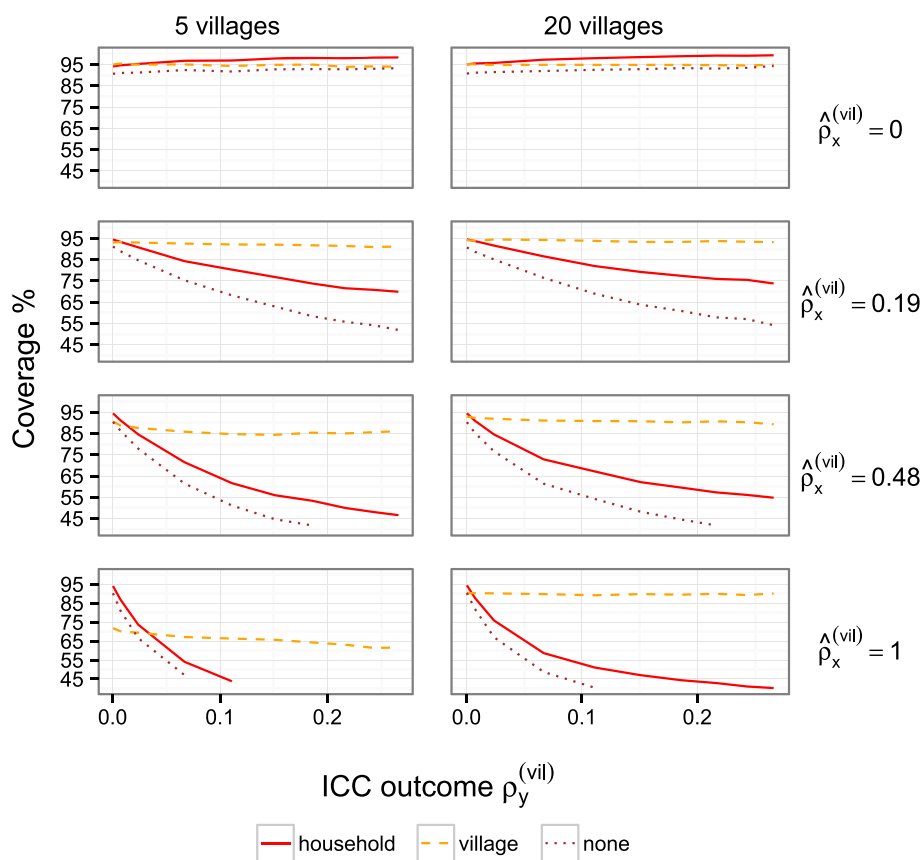 5 villages 20 villages
95
85
75
65
55
45
ρ̂x(vil) = 0
95
85
75
65
55
45
ρ̂x(vil) = 0.19
Coverage %
95
85
75
65
55
45
ρ̂x(vil) = 0.48
95
85
75
65
55
45
ρ̂x(vil) = 1
0.0 0.1 0.2 0.0 0.1 0.2
ICC outcome ρy(vil)
household village none